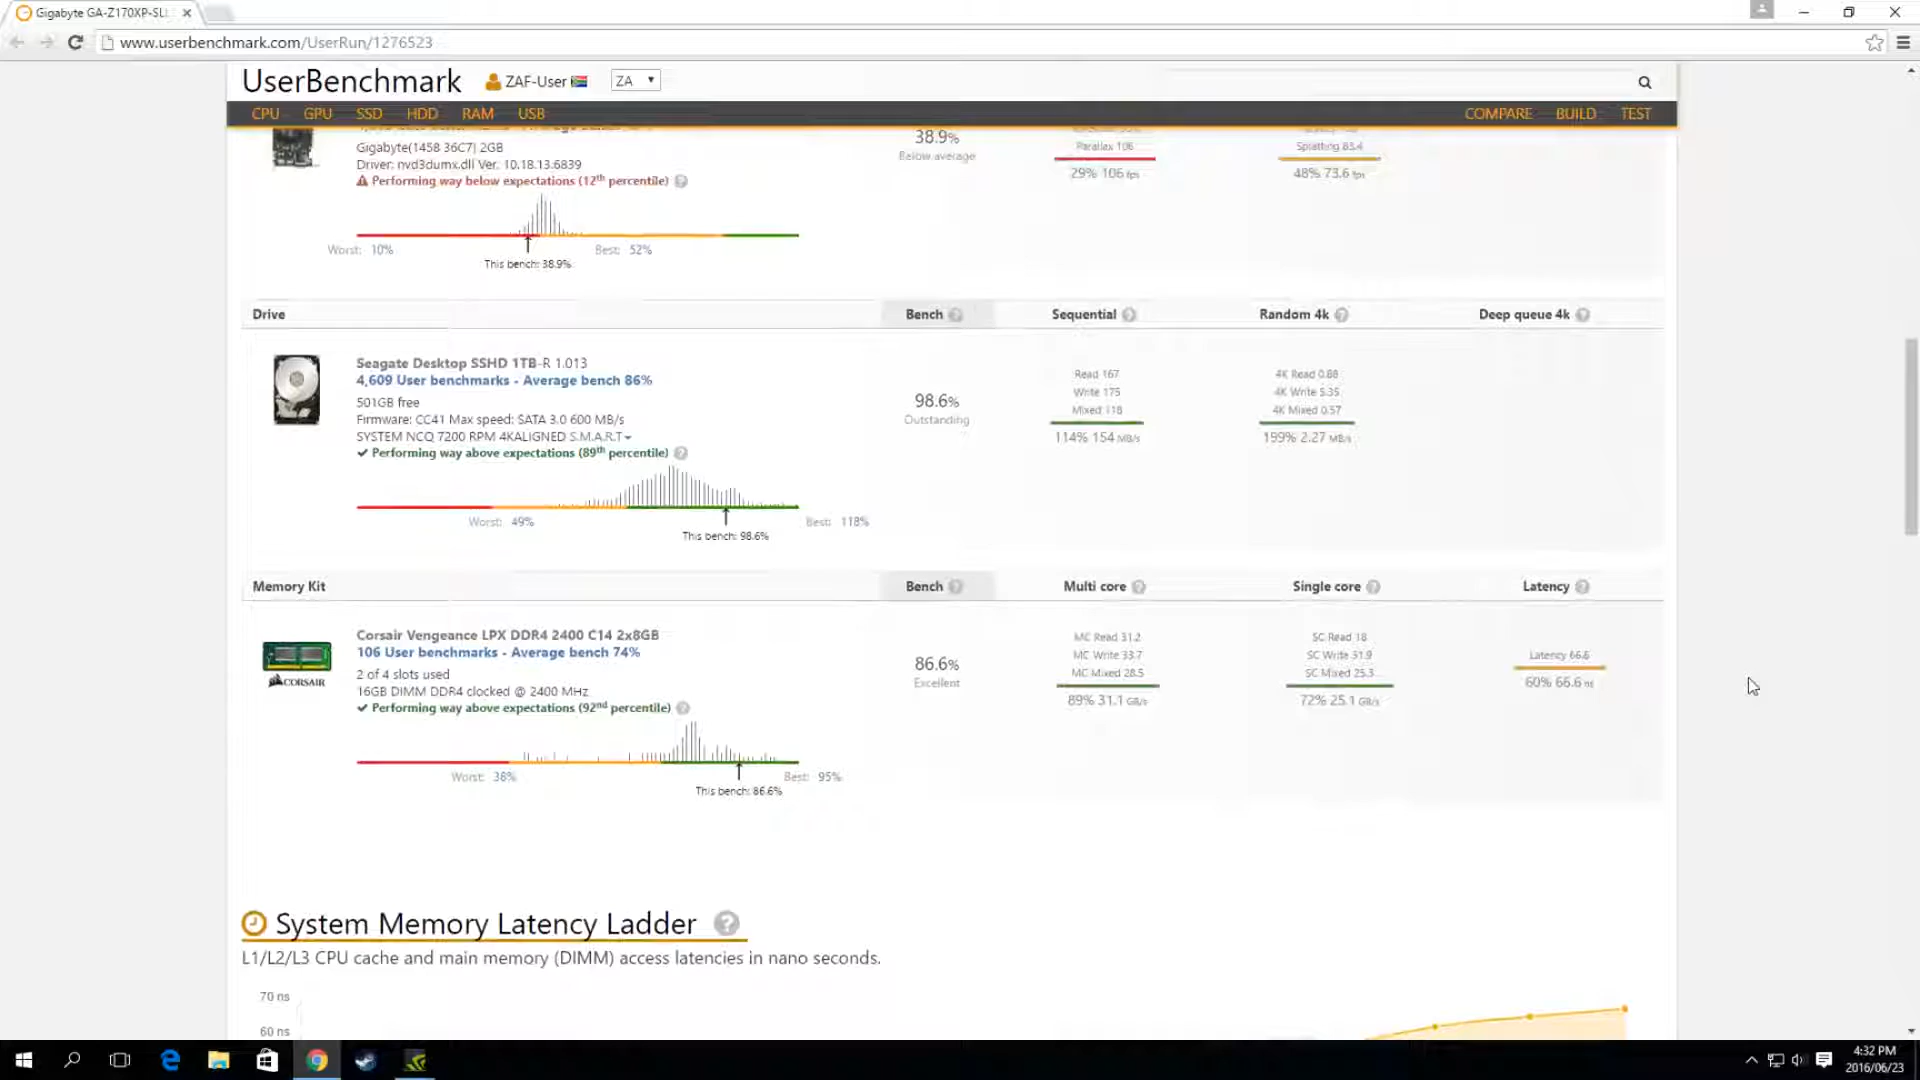 Gigabyte GA-Z170XP-SLI
www.userbenchmark.com/UserRun/1276523
UserBenchmark
ZAF-User
ZA
CPU GPU SSD HDD RAM USB
COMPARE BUILD TEST
Gigabyte(1458 36C7) 2GB
Driver: nvd3dumx.dll Ver. 10.18.13.6839
Performing way below expectations (12th percentile)
Worst: 10%
Best: 52%
This bench: 38.9%
38.9%
Below average
Parallax 106
29% 106 fps
Splatting 83.4
48% 73.6 fps
Drive
Bench
Sequential
Random 4k
Deep queue 4k
Seagate Desktop SSHD 1TB-R 1.013
4,609 User benchmarks - Average bench 86%
501GB free
Firmware: CC41 Max speed: SATA 3.0 600 MB/s
SYSTEM NCQ 7200 RPM 4KALIGNED S.M.A.R.T
Performing way above expectations (89th percentile)
Worst: 49%
Best: 118%
This bench: 98.6%
98.6%
Outstanding
Read 167
Write 175
Mixed 118
114% 154 MB/s
4K Read 0.88
4K Write 5.35
4K Mixed 0.57
199% 2.27 MB/s
Memory Kit
Bench
Multi core
Single core
Latency
Corsair Vengeance LPX DDR4 2400 C14 2x8GB
106 User benchmarks - Average bench 74%
2 of 4 slots used
16GB DIMM DDR4 clocked @ 2400 MHz
Performing way above expectations (92nd percentile)
CORSAIR
Worst: 38%
Best: 95%
This bench: 86.6%
86.6%
Excellent
MC Read 31.2
MC Write 33.7
MC Mixed 28.5
89% 31.1 GB/s
SC Read 18
SC Write 31.9
SC Mixed 25.3
72% 25.1 GB/s
Latency 66.6
60% 66.6 ns
System Memory Latency Ladder
L1/L2/L3 CPU cache and main memory (DIMM) access latencies in nano seconds.
70 ns
60 ns
4:32 PM
2016/06/23